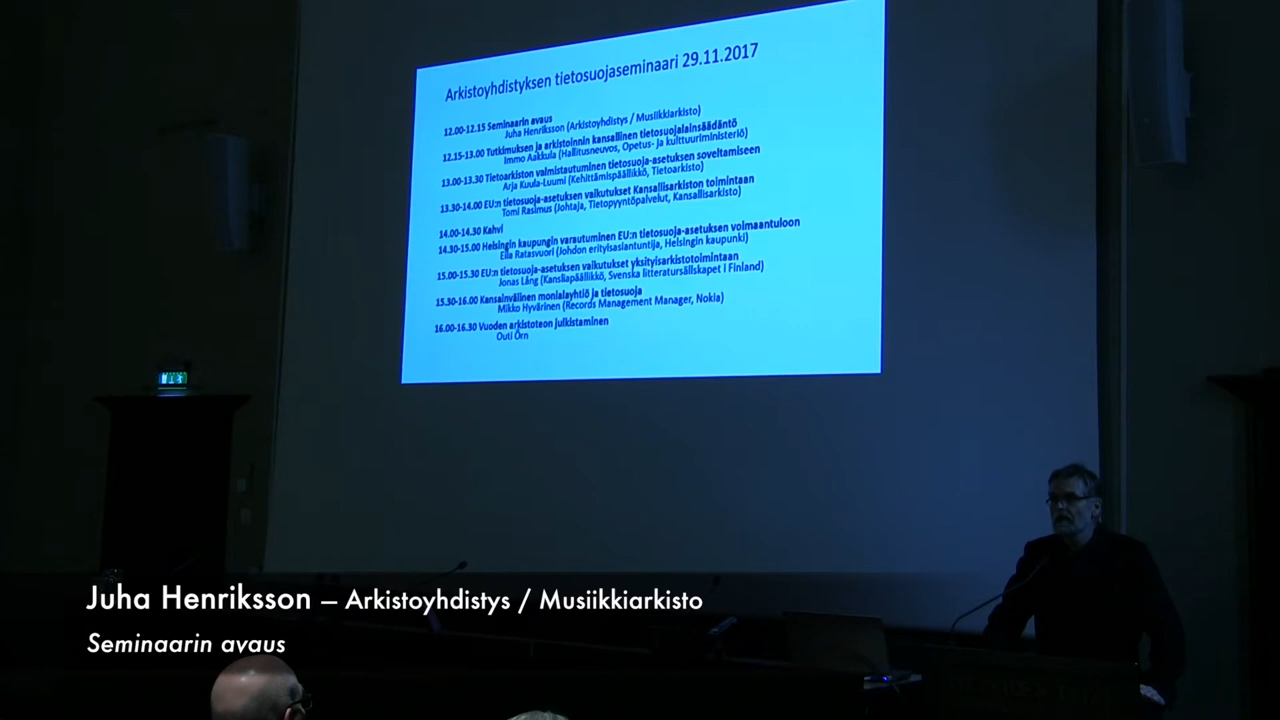 Arkistoyhdistyksen tietosuojaseminaari 29.11.2017
12.00-12.15 Seminaarin avaus
Juha Henriksson (Arkistoyhdistys / Musiikkiarkisto)
12.15-13.00 Tutkimuksen ja arkistoinnin kansallinen tietosuojalainsäädäntö
Immo Aakkula (Hallitusneuvos, Opetus- ja kulttuuriministeriö)
13.00-13.30 Tietoarkiston valmistautuminen tietosuoja-asetuksen soveltamiseen
Arja Kuula-Luumi (Kehittämispäällikkö, Tietoarkisto)
13.30-14.00 EU:n tietosuoja-asetuksen vaikutukset Kansallisarkiston toimintaan
Tomi Rasimus (Johtaja, Tietopyyntöpalvelut, Kansallisarkisto)
14.00-14.30 Kahvi
14.30-15.00 Helsingin kaupungin varautuminen EU:n tietosuoja-asetuksen voimaantuloon
Ella Ratasvuori (Johdon erityisasiantuntija, Helsingin kaupunki)
15.00-15.30 EU:n tietosuoja-asetuksen vaikutukset yksityisarkistotoimintaan
Jonas Lång (Kansliapäällikkö, Svenska litteratursällskapet i Finland)
15.30-16.00 Kansainvälinen monialayhtiö ja tietosuoja
Mikko Hyvärinen (Records Management Manager, Nokia)
16.00-16.30 Vuoden arkistoteon julkistaminen
Outi Örn
Juha Henriksson – Arkistoyhdistys / Musiikkiarkisto
Seminaarin avaus